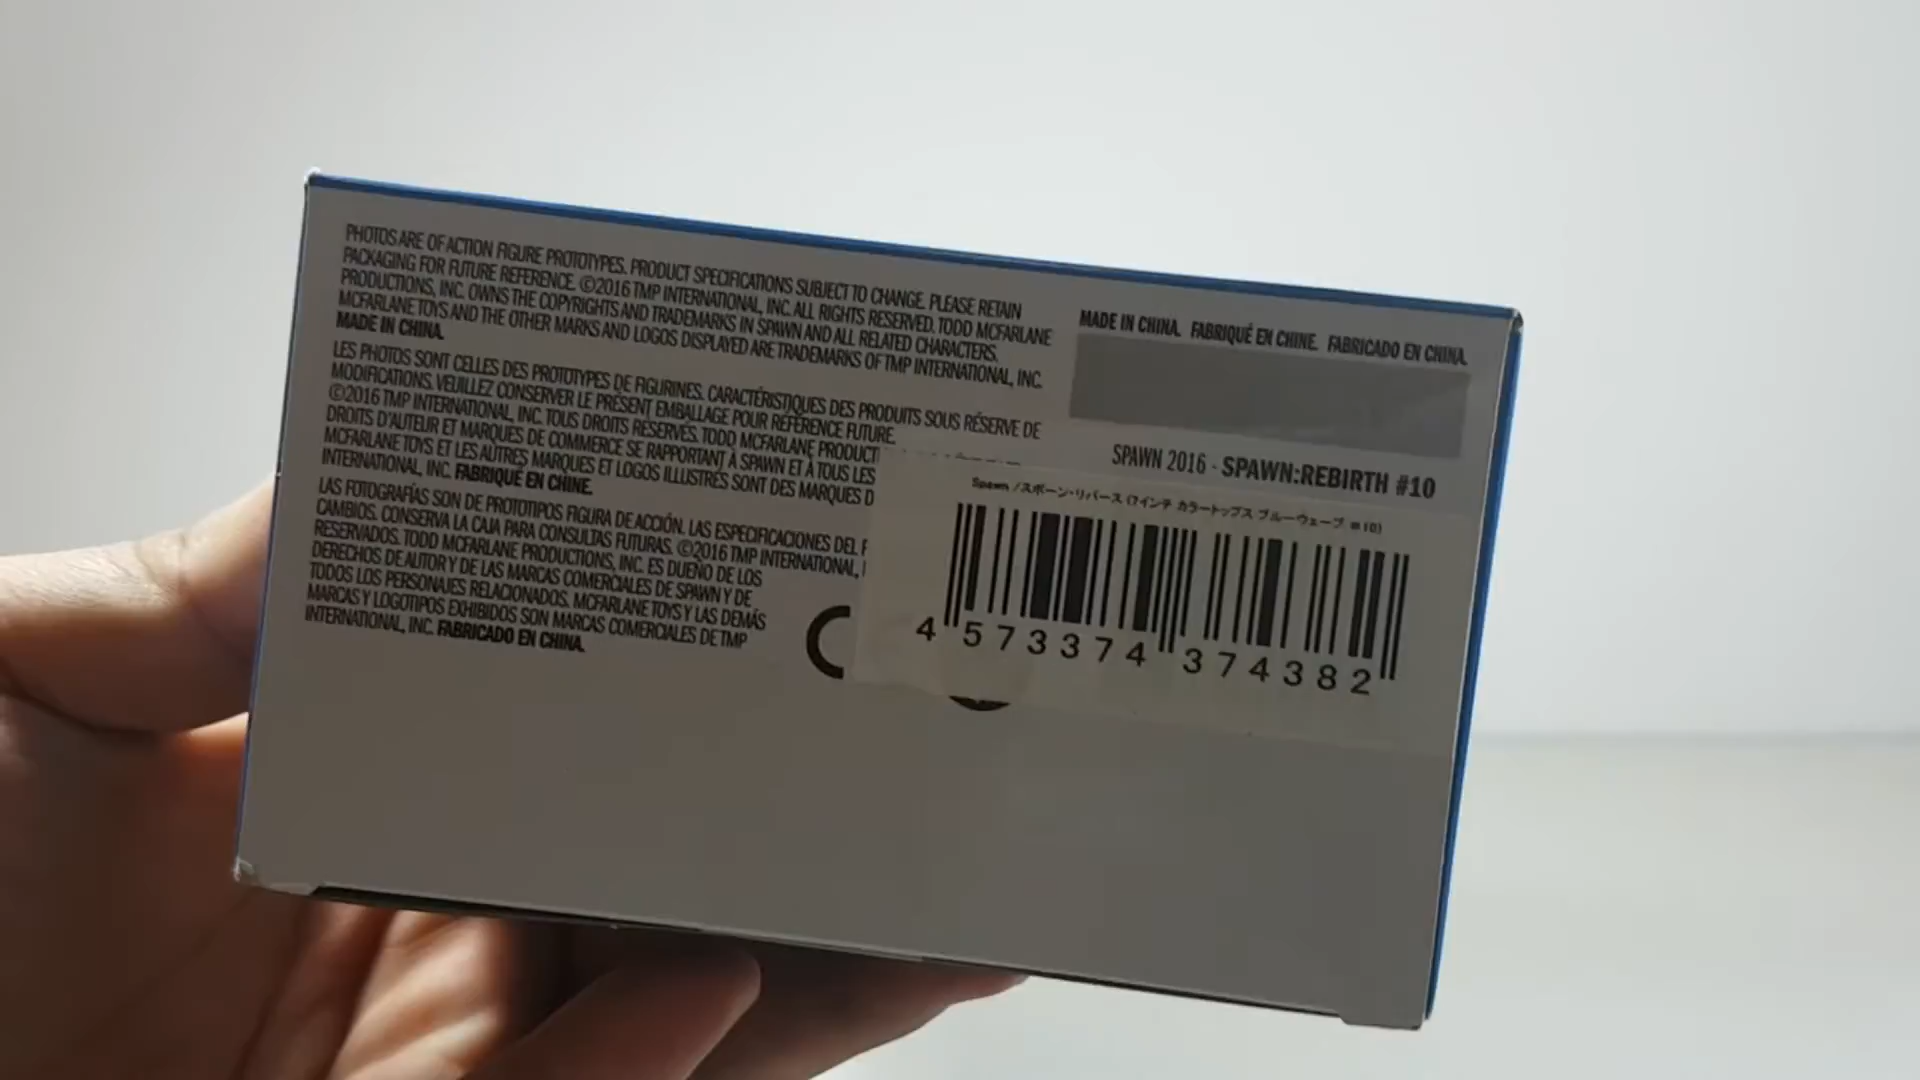 PHOTOS ARE OF ACTION FIGURE PROTOTYPES. PRODUCT SPECIFICATIONS SUBJECT TO CHANGE. PLEASE RETAIN
PACKAGING FOR FUTURE REFERENCE. ©2016 TMP INTERNATIONAL, INC. ALL RIGHTS RESERVED. TODD MCFARLANE
PRODUCTIONS, INC. OWNS THE COPYRIGHTS AND TRADEMARKS IN SPAWN AND ALL RELATED CHARACTERS.
MCFARLANE TOYS AND THE OTHER MARKS AND LOGOS DISPLAYED ARE TRADEMARKS OF TMP INTERNATIONAL, INC.
MADE IN CHINA.
LES PHOTOS SONT CELLES DES PROTOTYPES DE FIGURINES. CARACTÉRISTIQUES DES PRODUITS SOUS RÉSERVE DE
MODIFICATIONS. VEUILLEZ CONSERVER LE PRÉSENT EMBALLAGE POUR RÉFÉRENCE FUTURE.
©2016 TMP INTERNATIONAL, INC. TOUS DROITS RÉSERVÉS. TODD MCFARLANE PRODUCT
DROITS D'AUTEUR ET MARQUES DE COMMERCE SE RAPPORTANT À SPAWN ET À TOUS LES
MCFARLANE TOYS ET LES AUTRES MARQUES ET LOGOS ILLUSTRÉS SONT DES MARQUES D
INTERNATIONAL, INC. FABRIQUÉ EN CHINE.
LAS FOTOGRAFÍAS SON DE PROTOTIPOS FIGURA DE ACCIÓN. LAS ESPECIFICACIONES DEL
CAMBIOS. CONSERVA LA CAJA PARA CONSULTAS FUTURAS. ©2016 TMP INTERNATIONAL,
RESERVADOS. TODD MCFARLANE PRODUCTIONS, INC. ES DUEÑO DE LOS
DERECHOS DE AUTOR Y DE LAS MARCAS COMERCIALES DE SPAWN Y DE
TODOS LOS PERSONAJES RELACIONADOS. MCFARLANE TOYS Y LAS DEMÁS
MARCAS Y LOGOTIPOS EXHIBIDOS SON MARCAS COMERCIALES DE TMP
INTERNATIONAL, INC. FABRICADO EN CHINA.
MADE IN CHINA. FABRIQUÉ EN CHINE. FABRICADO EN CHINA.
SPAWN 2016 - SPAWN:REBIRTH #10
Spawn /スポーン・リバース (7インチ カラートップス ブルーウェーブ #10)
4 573374 374382